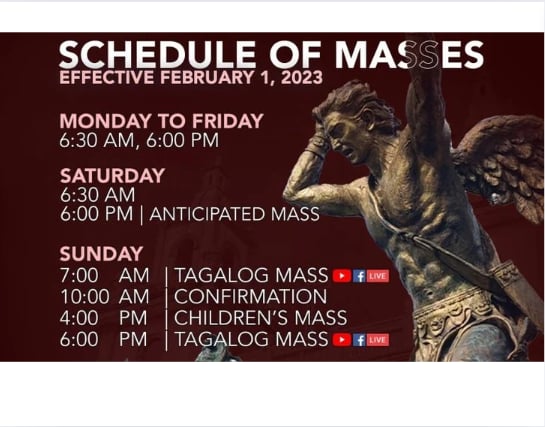 SCHEDULE OF MASSES
EFFECTIVE FEBRUARY 1, 2023
MONDAY TO FRIDAY
6:30 AM, 6:00 PM
SATURDAY
6:30 AM
6:00 PM | ANTICIPATED MASS
SUNDAY
7:00 AM | TAGALOG MASS f LIVE
10:00 AM | CONFIRMATION
4:00 PM | CHILDREN'S MASS
6:00 PM | TAGALOG MASS f LIVE